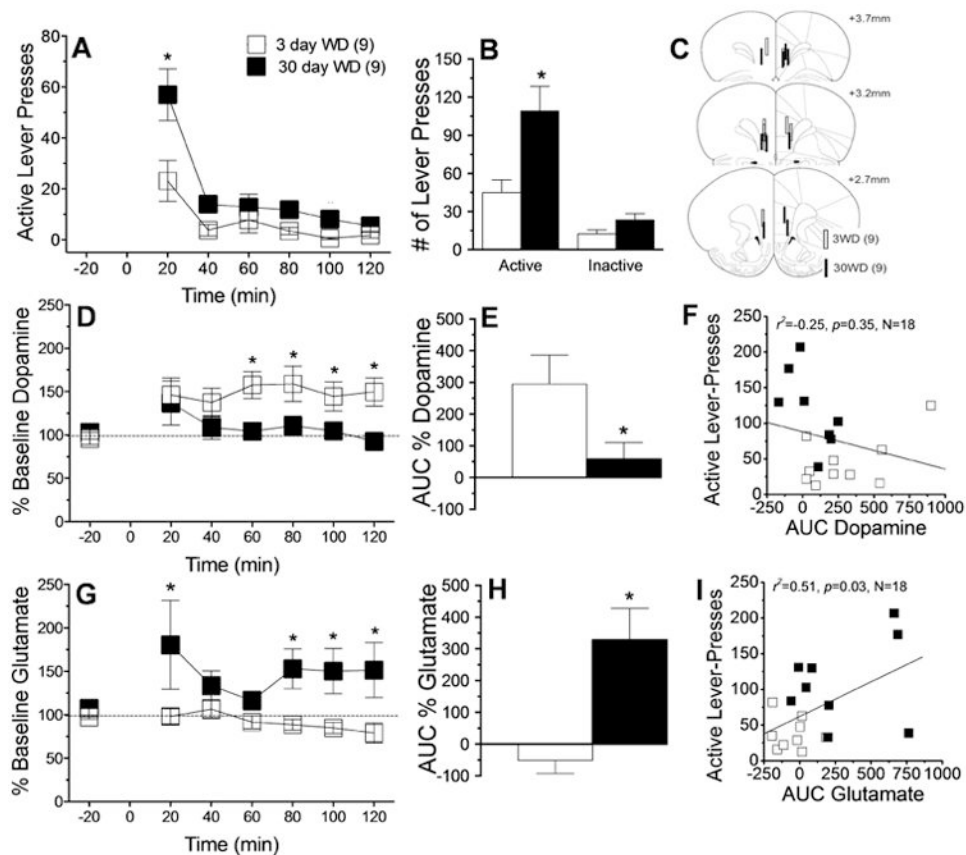 A
*
3 day WD (9)
30 day WD (9)
Active Lever Presses
80
60
40
20
0
-20 0 20 40 60 80 100 120
Time (min)
B
*
# of Lever Presses
150
120
90
60
30
0
Active Inactive
C
+3.7mm
+3.2mm
+2.7mm
3WD (9)
30WD (9)
D
* * * *
% Baseline Dopamine
250
200
150
100
50
0
-20 0 20 40 60 80 100 120
Time (min)
E
*
AUC % Dopamine
500
400
300
200
100
0
-100
F
r²=-0.25, p=0.35, N=18
Active Lever-Presses
250
200
150
100
50
0
-250 0 250 500 750 1000
AUC Dopamine
G
* * * *
% Baseline Glutamate
250
200
150
100
50
0
-20 0 20 40 60 80 100 120
Time (min)
H
*
AUC % Glutamate
500
400
300
200
100
0
-100
I
r²=0.51, p=0.03, N=18
Active Lever-Presses
250
200
150
100
50
0
-250 0 250 500 750 1000
AUC Glutamate